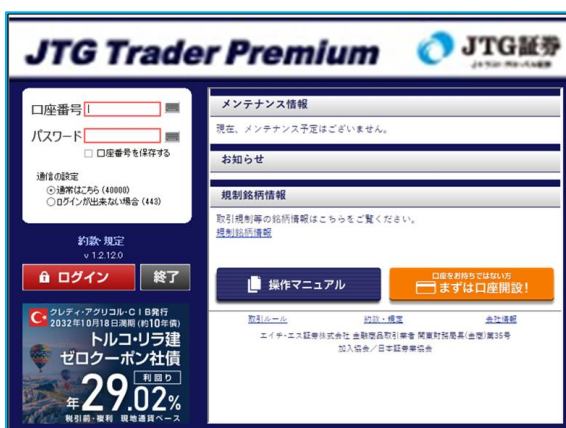 JTG Trader Premium
JTG証券
口座番号
パスワード
口座番号を保存する
通信の設定
通常はこちら (40000)
ログインが出来ない場合 (443)
約款・規定
v 1.2.12.0
ログイン
終了
クレディ・アグリコル・CIB発行
2032年10月18日満期(約10年債)
トルコ・リラ建
ゼロクーポン社債
利回り
年29.02%
税引前・複利 現地通貨ベース
メンテナンス情報
現在、メンテナンス予定はございません。
お知らせ
規制銘柄情報
取引規制等の銘柄情報はこちらをご覧ください。
規制銘柄情報
操作マニュアル
口座をお持ちではない方
まずは口座開設!
取引ルール
約款・規定
会社情報
エイチ・エス証券株式会社 金融商品取引業者 関東財務局長(金商)第35号
加入協会/日本証券業協会